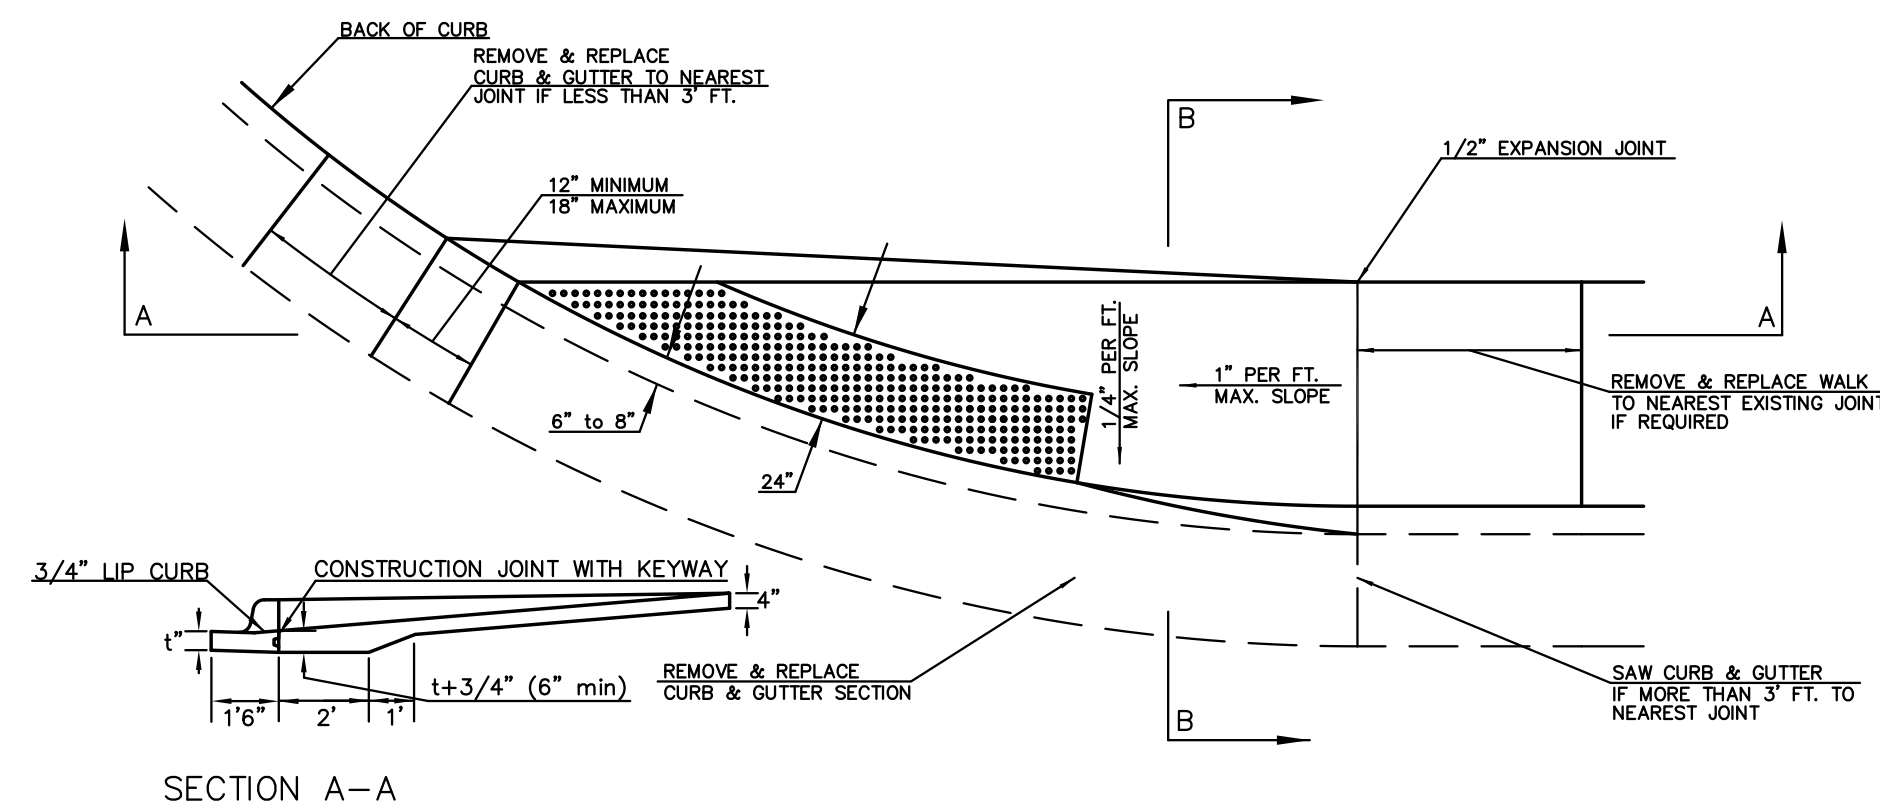 BACK OF CURB
REMOVE & REPLACE
CURB & GUTTER TO NEAREST
JOINT IF LESS THAN 3' FT.
B
1/2" EXPANSION JOINT
12" MINIMUM
18" MAXIMUM
A
A
1/4" PER FT.
MAX. SLOPE
1" PER FT.
MAX. SLOPE
REMOVE & REPLACE WALK
TO NEAREST EXISTING JOINT
IF REQUIRED
6" to 8"
24"
3/4" LIP CURB
CONSTRUCTION JOINT WITH KEYWAY
4"
t"
t+3/4" (6" min)
1'6"
2'
1'
REMOVE & REPLACE
CURB & GUTTER SECTION
B
SAW CURB & GUTTER
IF MORE THAN 3' FT. TO
NEAREST JOINT
SECTION A-A